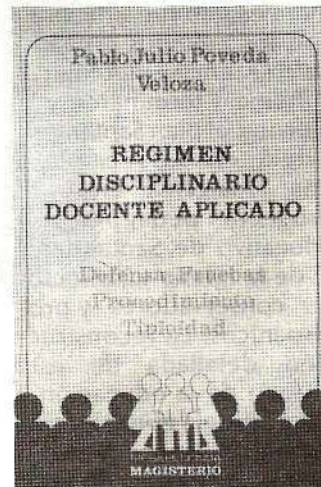 Pablo Julio Poveda
Veloza
REGIMEN
DISCIPLINARIO
DOCENTE APLICADO
Defensa Pruebas
Procedimiento
Tipicidad
MAGISTERIO